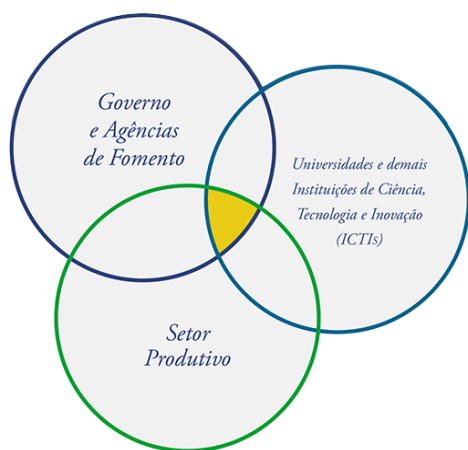 Governo
e Agências
de Fomento
Universidades e demais
Instituições de Ciência,
Tecnologia e Inovação
(ICTIs)
Setor
Produtivo